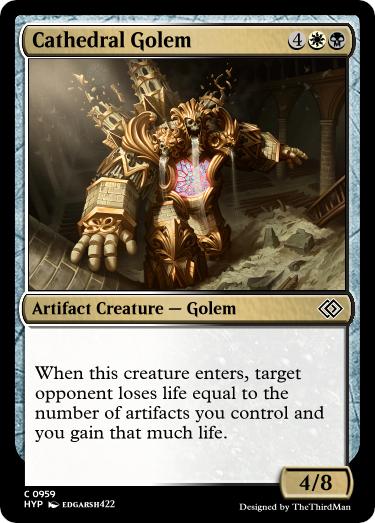 Cathedral Golem 4
Artifact Creature — Golem
When this creature enters, target
opponent loses life equal to the
number of artifacts you control and
you gain that much life.
4/8
C 0959
HYP EDGARSH422
Designed by TheThirdMan